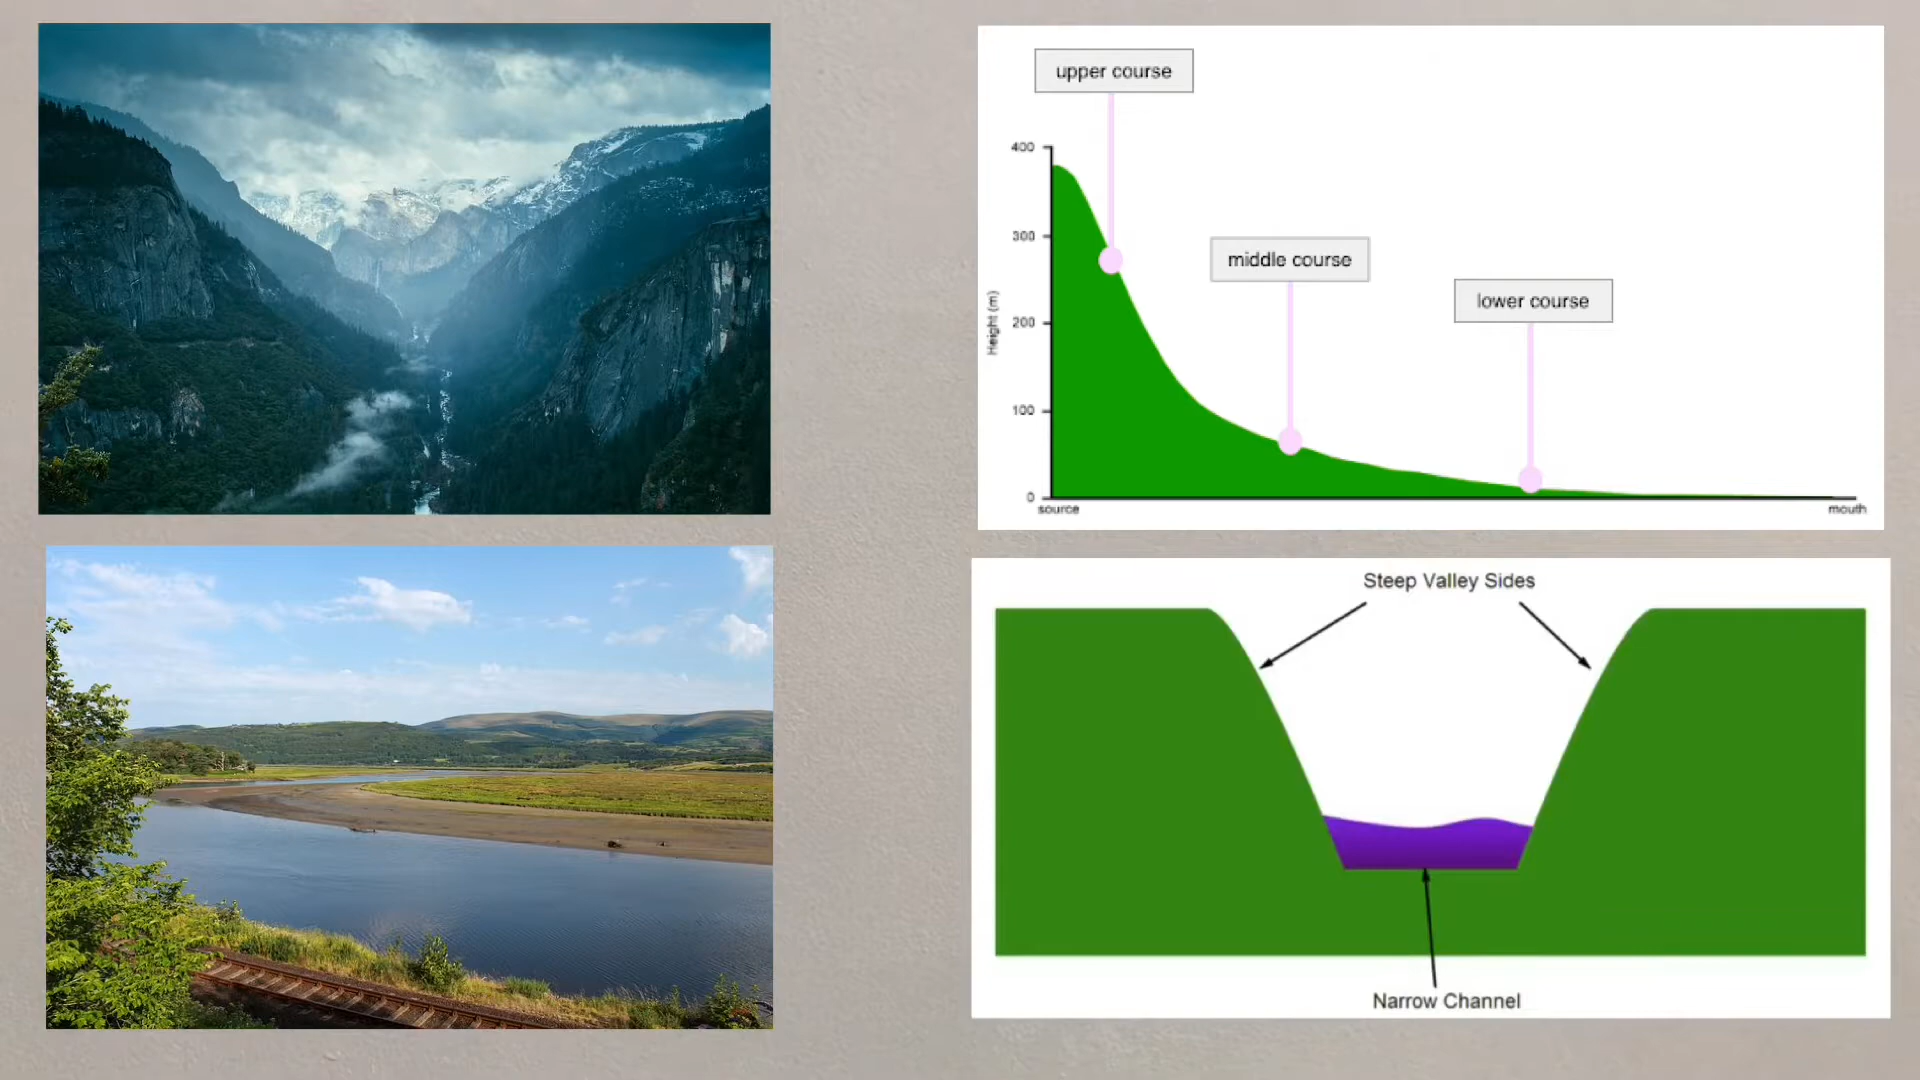 upper course
400
300
middle course
lower course
Height (m)
200
100
0
source
mouth
Steep Valley Sides
Narrow Channel